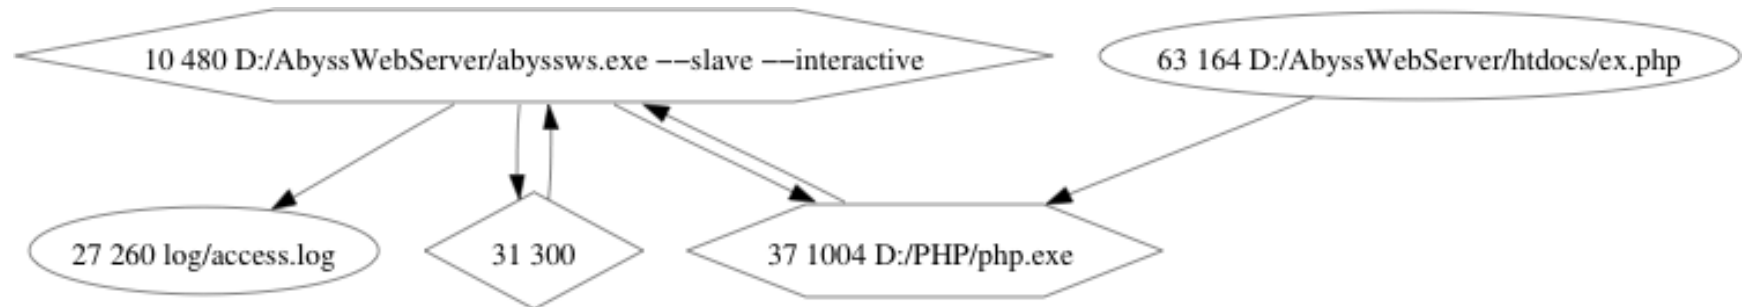 10 480 D:/AbyssWebServer/abyssws.exe −−slave −−interactive
63 164 D:/AbyssWebServer/htdocs/ex.php
27 260 log/access.log
31 300
37 1004 D:/PHP/php.exe